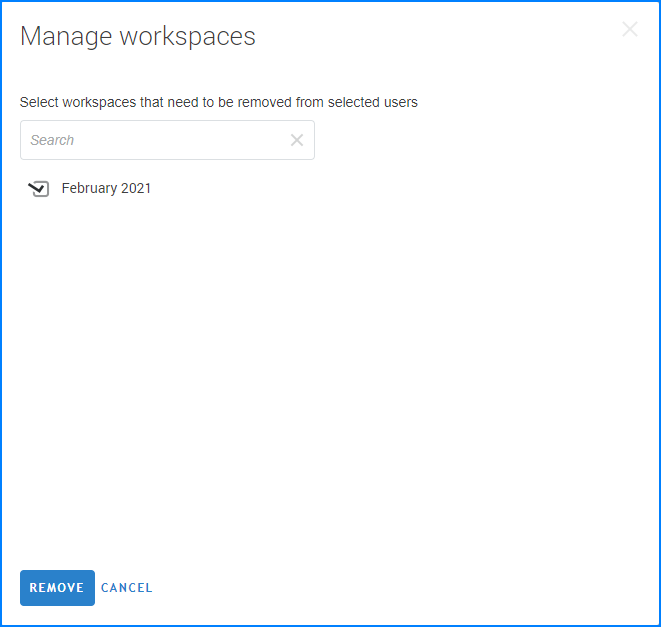 Manage workspaces
Select workspaces that need to be removed from selected users
Search
February 2021
REMOVE CANCEL